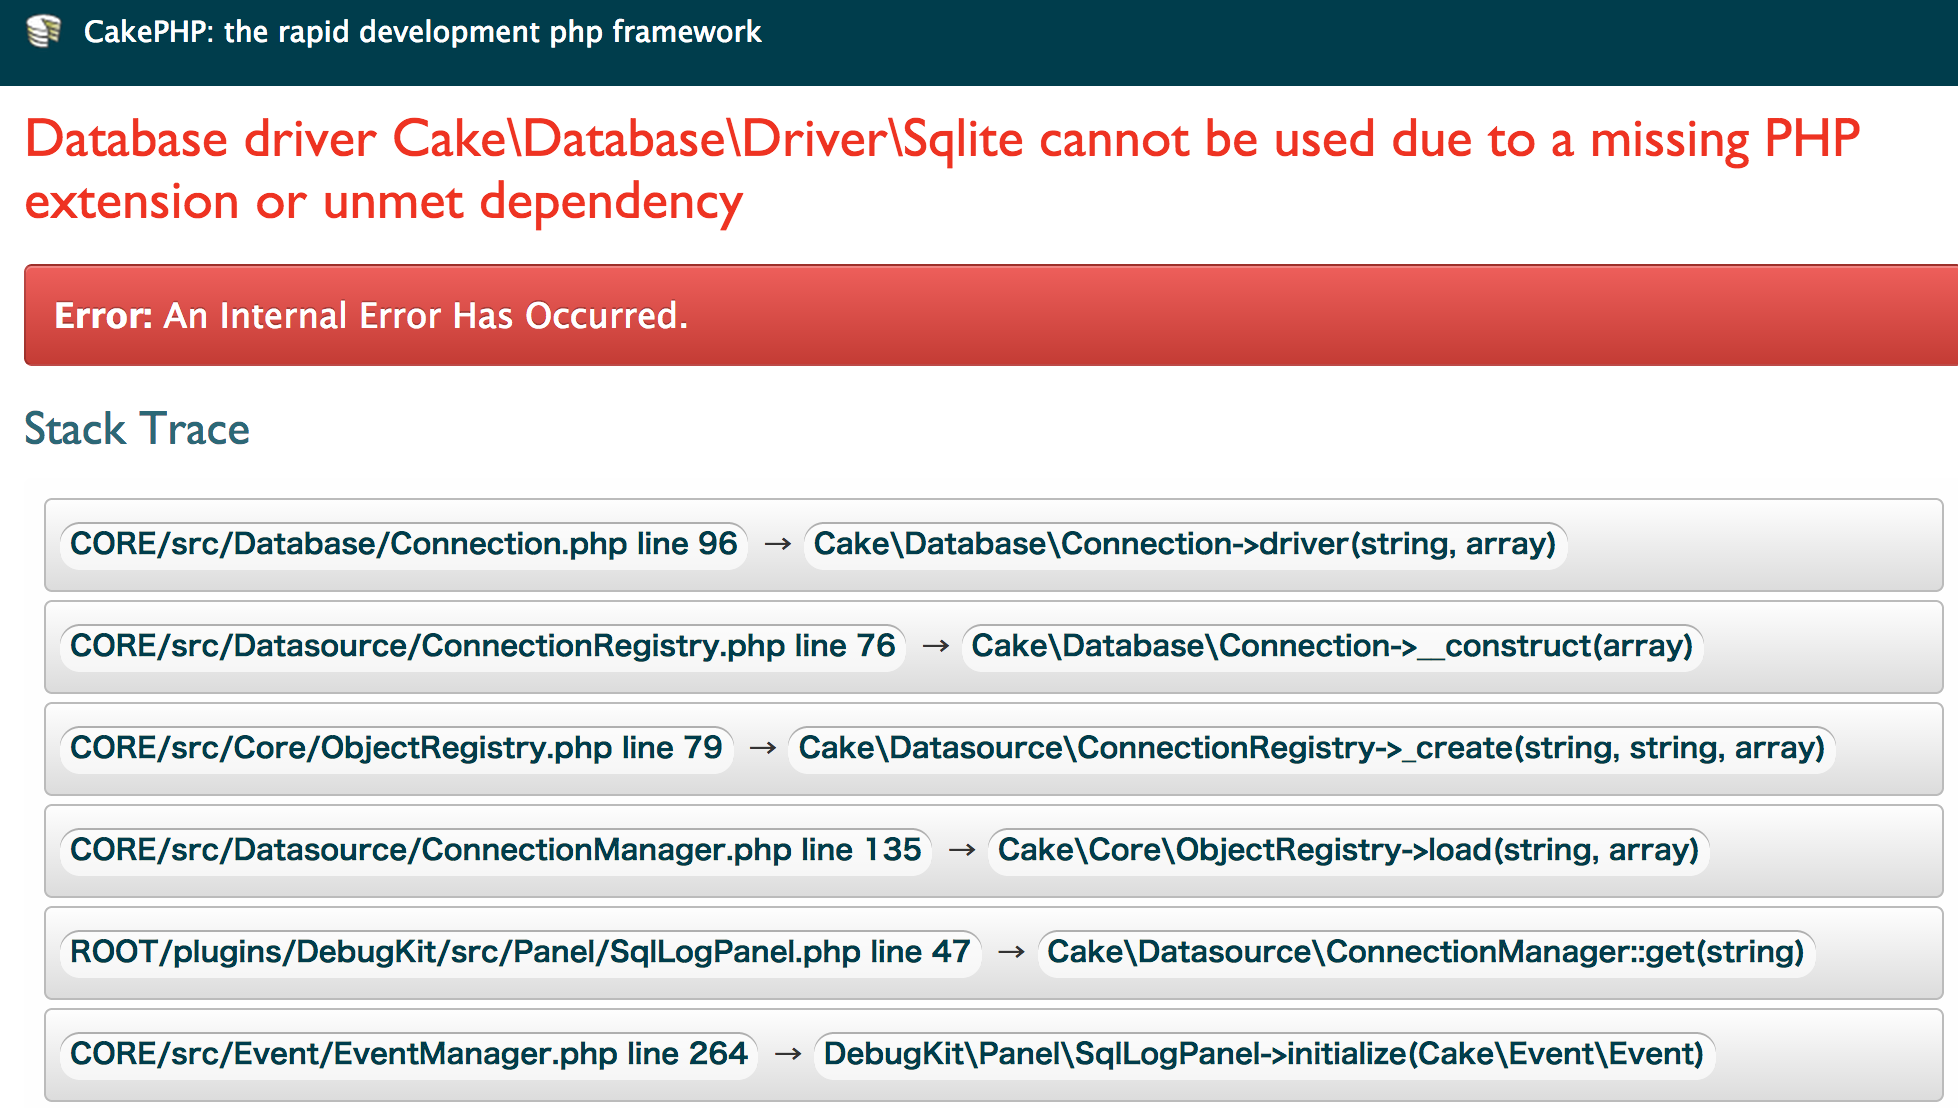 CakePHP: the rapid development php framework
Database driver Cake\Database\Driver\Sqlite cannot be used due to a missing PHP
extension or unmet dependency
Error: An Internal Error Has Occurred.
Stack Trace
CORE/src/Database/Connection.php line 96 → Cake\Database\Connection->driver(string, array)
CORE/src/Datasource/ConnectionRegistry.php line 76 → Cake\Database\Connection->__construct(array)
CORE/src/Core/ObjectRegistry.php line 79 → Cake\Datasource\ConnectionRegistry->_create(string, string, array)
CORE/src/Datasource/ConnectionManager.php line 135 → Cake\Core\ObjectRegistry->load(string, array)
ROOT/plugins/DebugKit/src/Panel/SqlLogPanel.php line 47 → Cake\Datasource\ConnectionManager::get(string)
CORE/src/Event/EventManager.php line 264 → DebugKit\Panel\SqlLogPanel->initialize(Cake\Event\Event)